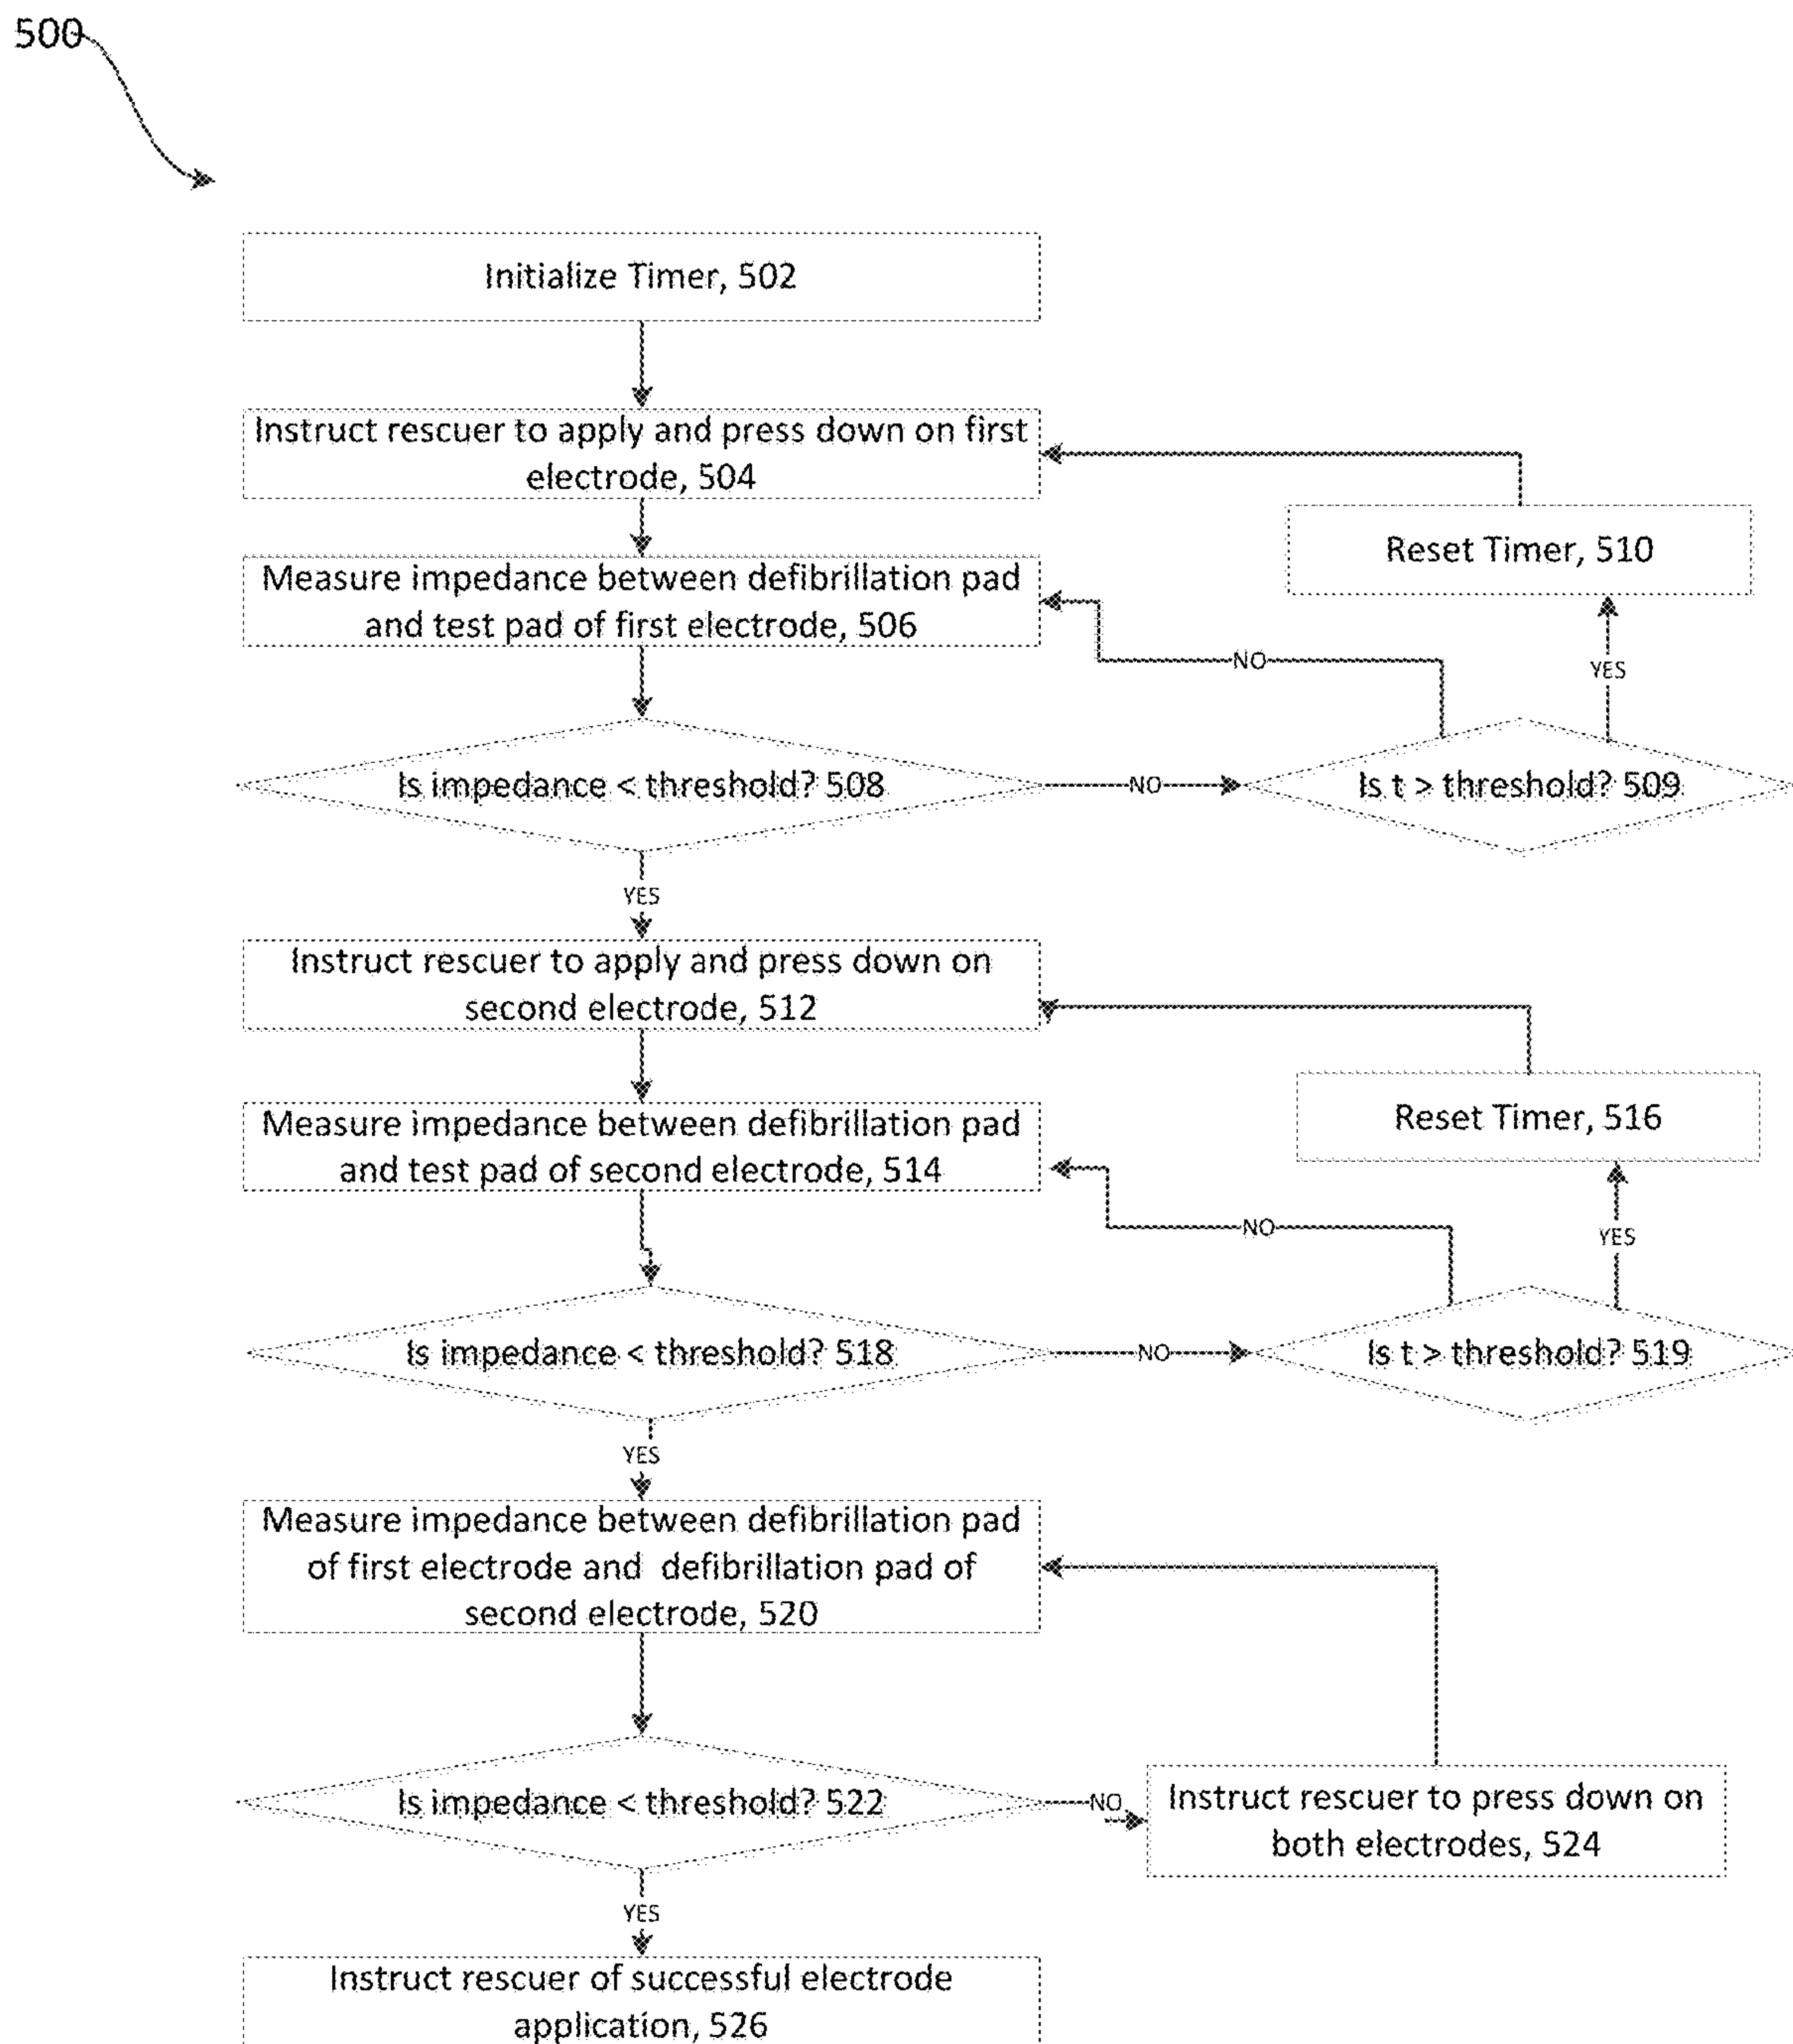 500
Initialize Timer, 502
Instruct rescuer to apply and press down on first
electrode, 504
Reset Timer, 510
Measure impedance between defibrillation pad
and test pad of first electrode, 506
NO
YES
Is impedance < threshold? 508
NO
Is t > threshold? 509
YES
Instruct rescuer to apply and press down on
second electrode, 512
Reset Timer, 516
Measure impedance between defibrillation pad
and test pad of second electrode, 514
NO
YES
Is impedance < threshold? 518
NO
Is t > threshold? 519
YES
Measure impedance between defibrillation pad
of first electrode and defibrillation pad of
second electrode, 520
Is impedance < threshold? 522
NO
Instruct rescuer to press down on
both electrodes, 524
YES
Instruct rescuer of successful electrode
application, 526